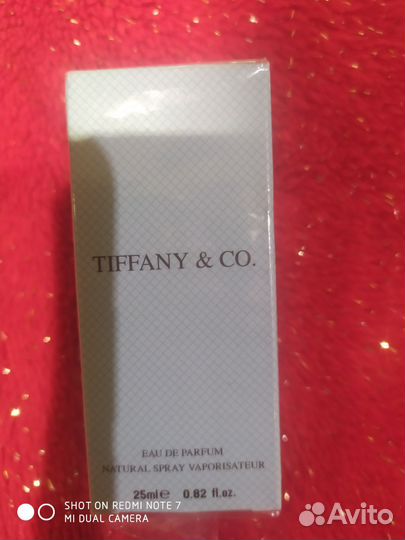 TIFFANY & CO.
EAU DE PARFUM
NATURAL SPRAY VAPORISATEUR
25ml℮ 0.82 fl.oz.
SHOT ON REDMI NOTE 7
MI DUAL CAMERA
Avito